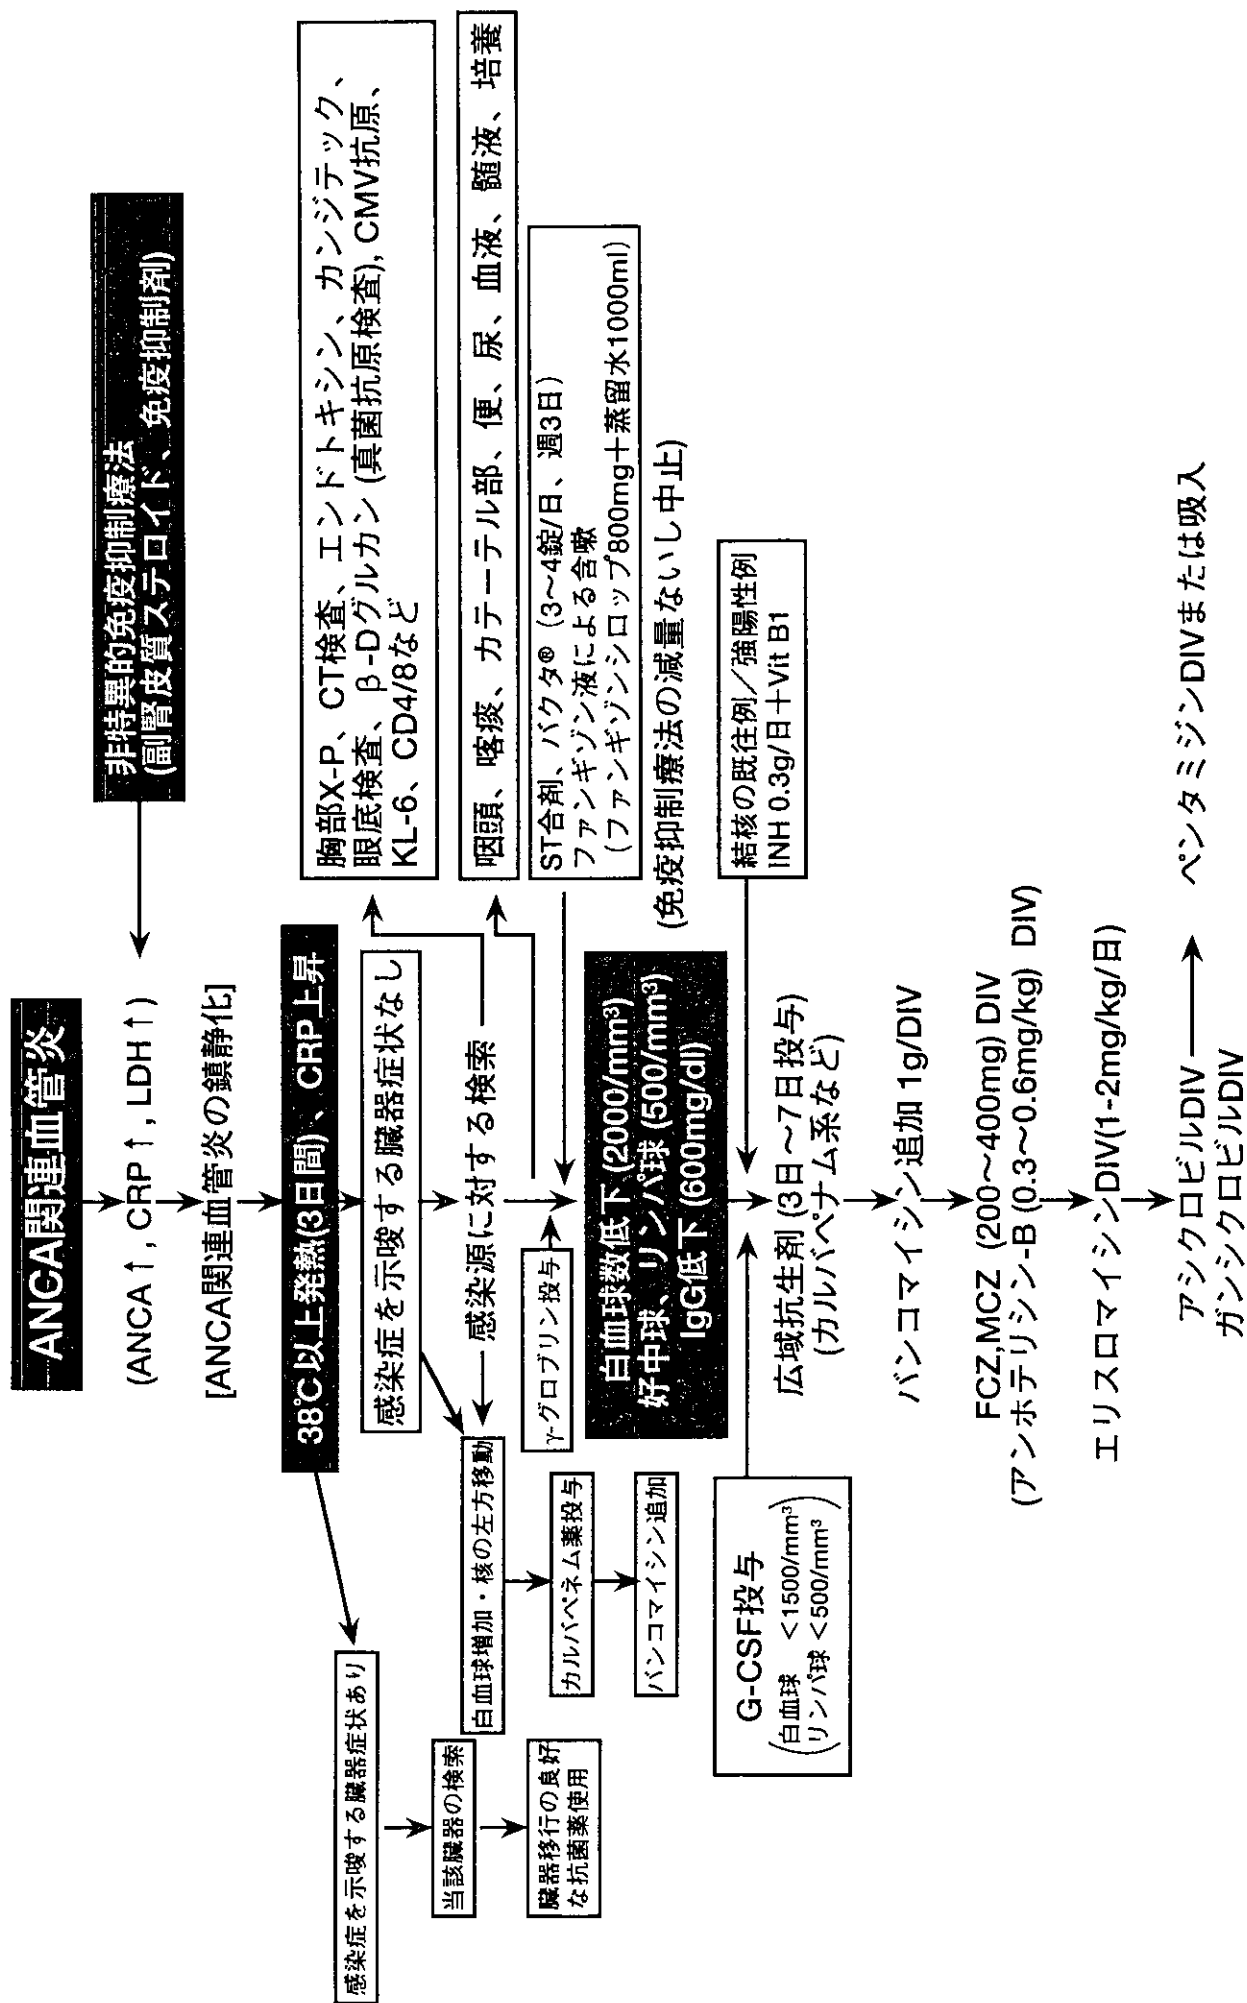 ANCA関連血管炎
非特異的免疫抑制療法
(副腎皮質ステロイド、免疫抑制剤)
(ANCA↑, CRP↑, LDH↑)
[ANCA関連血管炎の鎮静化]
38℃以上発熱(3日間)、CRP上昇
感染症を示唆する臓器症状あり
感染症を示唆する臓器症状なし
胸部X-P、CT検査、エンドトキシン、カンジテック、
眼底検査、β-Dグルカン (真菌抗原検査), CMV抗原、
KL-6、CD4/8など
当該臓器の検索
白血球増加・核の左方移動
感染源に対する検索
咽頭、喀痰、カテーテル部、便、尿、血液、髄液、培養
臓器移行の良好
な抗菌薬使用
カルバペネム薬投与
γ-グロブリン投与
ST合剤、バクタ® (3〜4錠/日、週3日)
ファンギゾン液による含嗽
(ファンギゾンシロップ800mg＋蒸留水1000ml)
バンコマイシン追加
白血球数低下 (2000/mm³)
好中球、リンパ球 (500/mm³)
IgG低下 (600mg/dl)
(免疫抑制療法の減量ないし中止)
G-CSF投与
(白血球 ＜1500/mm³
リンパ球＜500/mm³)
結核の既往例／強陽性例
INH 0.3g/日＋Vit B1
広域抗生剤 (3日〜7日投与)
(カルバペナム系など)
バンコマイシン追加 1g/DIV
FCZ,MCZ (200〜400mg) DIV
(アンホテリシン-B (0.3〜0.6mg/kg) DIV)
エリスロマイシンDIV(1-2mg/kg/日)
アシクロビルDIV
ガンシクロビルDIV
ペンタミジンDIVまたは吸入